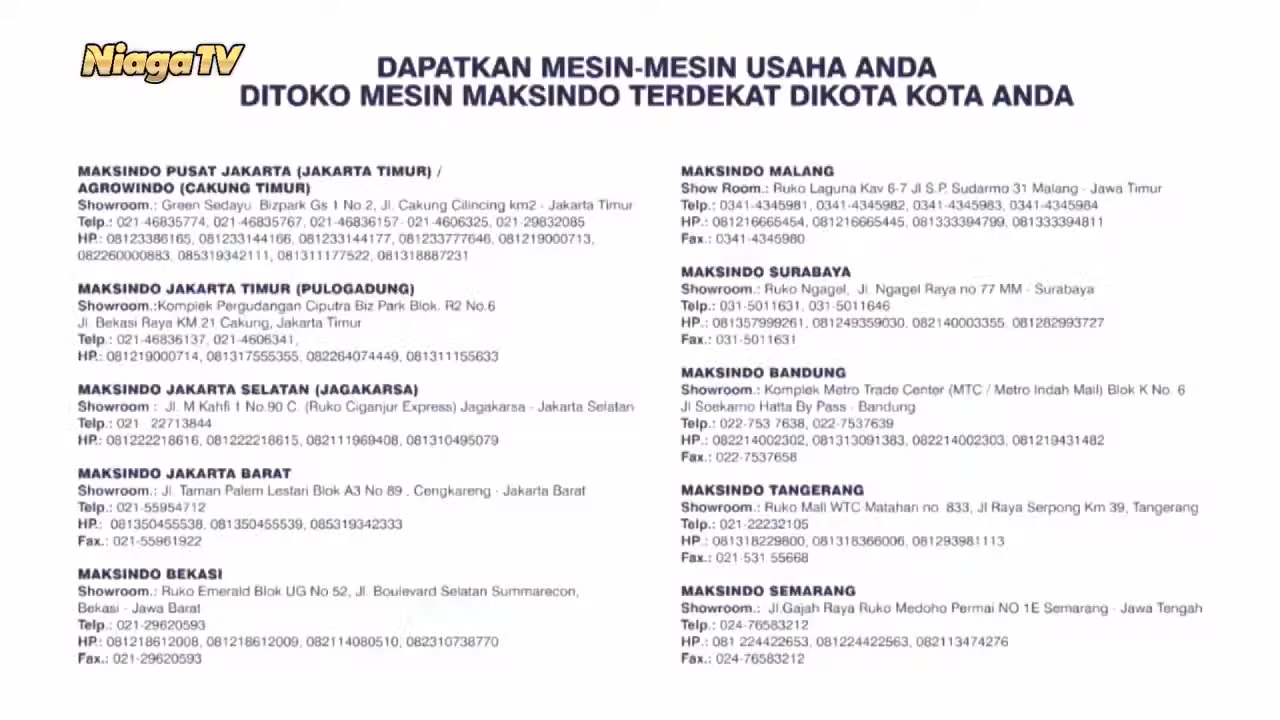 NiagaTV
DAPATKAN MESIN-MESIN USAHA ANDA
DITOKO MESIN MAKSINDO TERDEKAT DIKOTA KOTA ANDA
MAKSINDO PUSAT JAKARTA (JAKARTA TIMUR) /
AGROWINDO (CAKUNG TIMUR)
Showroom.: Green Sedayu Bizpark Gs 1 No.2, Jl. Cakung Cilincing km2 - Jakarta Timur
Telp.: 021-46835774, 021-46835767, 021-46836157- 021-4606325, 021-29832085
HP.: 08123386165, 081233144166, 081233144177, 081233777646, 081219000713,
082260000883, 085319342111, 081311177522, 081318887231
MAKSINDO JAKARTA TIMUR (PULOGADUNG)
Showroom.:Komplek Pergudangan Ciputra Biz Park Blok. R2 No.6
Jl. Bekasi Raya KM.21 Cakung, Jakarta Timur
Telp.: 021-46836137, 021-4606341,
HP.: 081219000714, 081317555355, 082264074449, 081311155633
MAKSINDO JAKARTA SELATAN (JAGAKARSA)
Showroom : Jl. M Kahfi 1 No.90 C. (Ruko Ciganjur Express) Jagakarsa - Jakarta Selatan
Telp.: 021 22713844
HP.: 081222218616, 081222218615, 082111969408, 081310495079
MAKSINDO JAKARTA BARAT
Showroom.: Jl. Taman Palem Lestari Blok A3 No 89 , Cengkareng - Jakarta Barat
Telp.: 021-55954712
HP.: 081350455538, 081350455539, 085319342333
Fax.: 021-55961922
MAKSINDO BEKASI
Showroom.: Ruko Emerald Blok UG No 52, Jl. Boulevard Selatan Summarecon,
Bekasi - Jawa Barat
Telp.: 021-29620593
HP.: 081218612008, 081218612009, 082114080510, 082310738770
Fax.: 021-29620593
MAKSINDO MALANG
Show Room.: Ruko Laguna Kav 6-7 Jl S.P. Sudarmo 31 Malang - Jawa Timur
Telp.: 0341-4345981, 0341-4345982, 0341-4345983, 0341-4345984
HP.: 081216665454, 081216665445, 081333394799, 081333394811
Fax.: 0341-4345980
MAKSINDO SURABAYA
Showroom.: Ruko Ngagel, Jl. Ngagel Raya no 77 MM - Surabaya
Telp.: 031-5011631, 031-5011646
HP.: 081357999261, 081249359030, 082140003355, 081282993727
Fax.: 031-5011631
MAKSINDO BANDUNG
Showroom.: Komplek Metro Trade Center (MTC / Metro Indah Mall) Blok K No. 6
Jl Soekarno Hatta By Pass - Bandung
Telp.: 022-753 7638, 022-7537639
HP.: 082214002302, 081313091383, 082214002303, 081219431482
Fax.: 022-7537658
MAKSINDO TANGERANG
Showroom.: Ruko Mall WTC Matahari no. 833, Jl Raya Serpong Km 39, Tangerang
Telp.: 021-22232105
HP.: 081318229800, 081318366006, 081293981113
Fax.: 021-531 55668
MAKSINDO SEMARANG
Showroom.: Jl.Gajah Raya Ruko Medoho Permai NO 1E Semarang - Jawa Tengah
Telp.: 024-76583212
HP.: 081 224422653, 081224422563, 082113474276
Fax.: 024-76583212